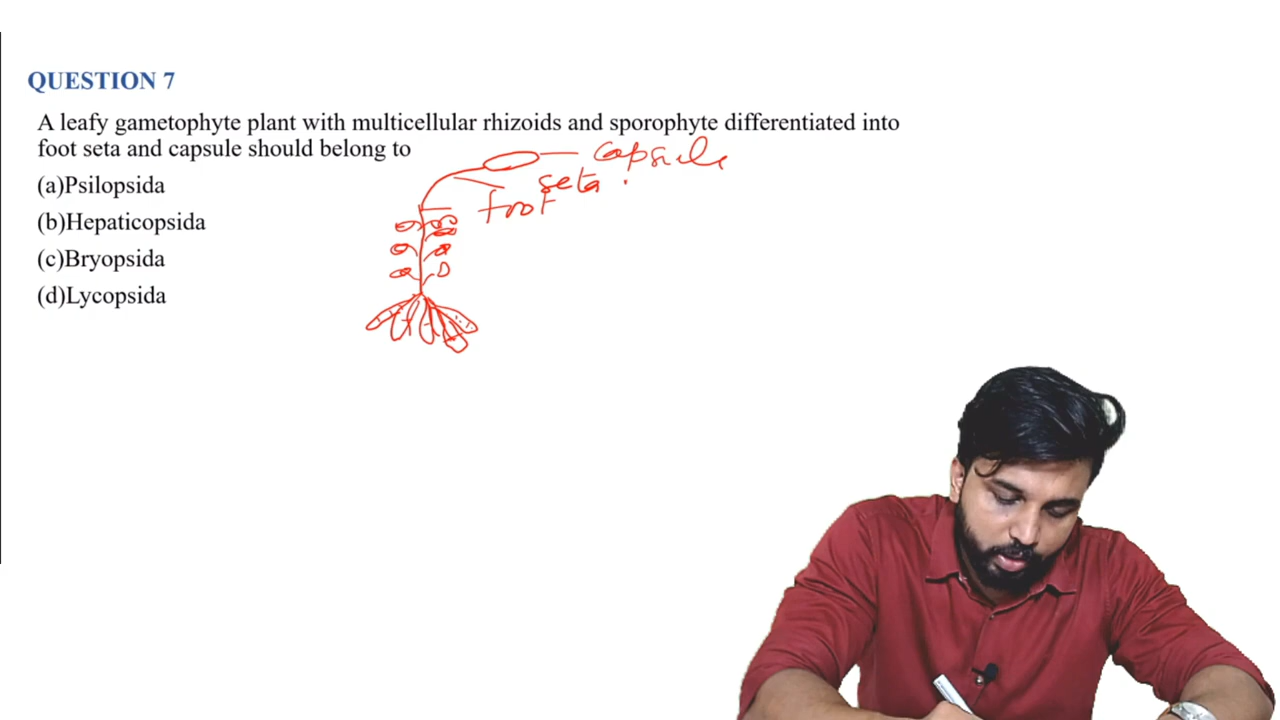 QUESTION 7
A leafy gametophyte plant with multicellular rhizoids and sporophyte differentiated into
foot seta and capsule should belong to
capsule
(a)Psilopsida
seta
foot
(b)Hepaticopsida
(c)Bryopsida
(d)Lycopsida